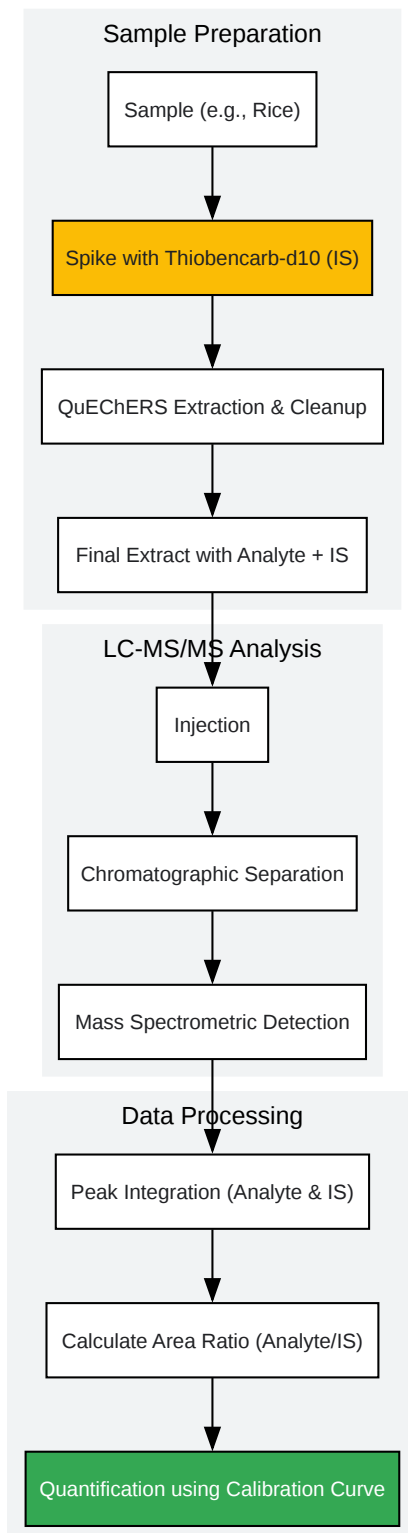 Sample Preparation
Sample (e.g., Rice)
Spike with Thiobencarb-d10 (IS)
QuEChERS Extraction & Cleanup
Final Extract with Analyte + IS
LC-MS/MS Analysis
Injection
Chromatographic Separation
Mass Spectrometric Detection
Data Processing
Peak Integration (Analyte & IS)
Calculate Area Ratio (Analyte/IS)
Quantification using Calibration Curve